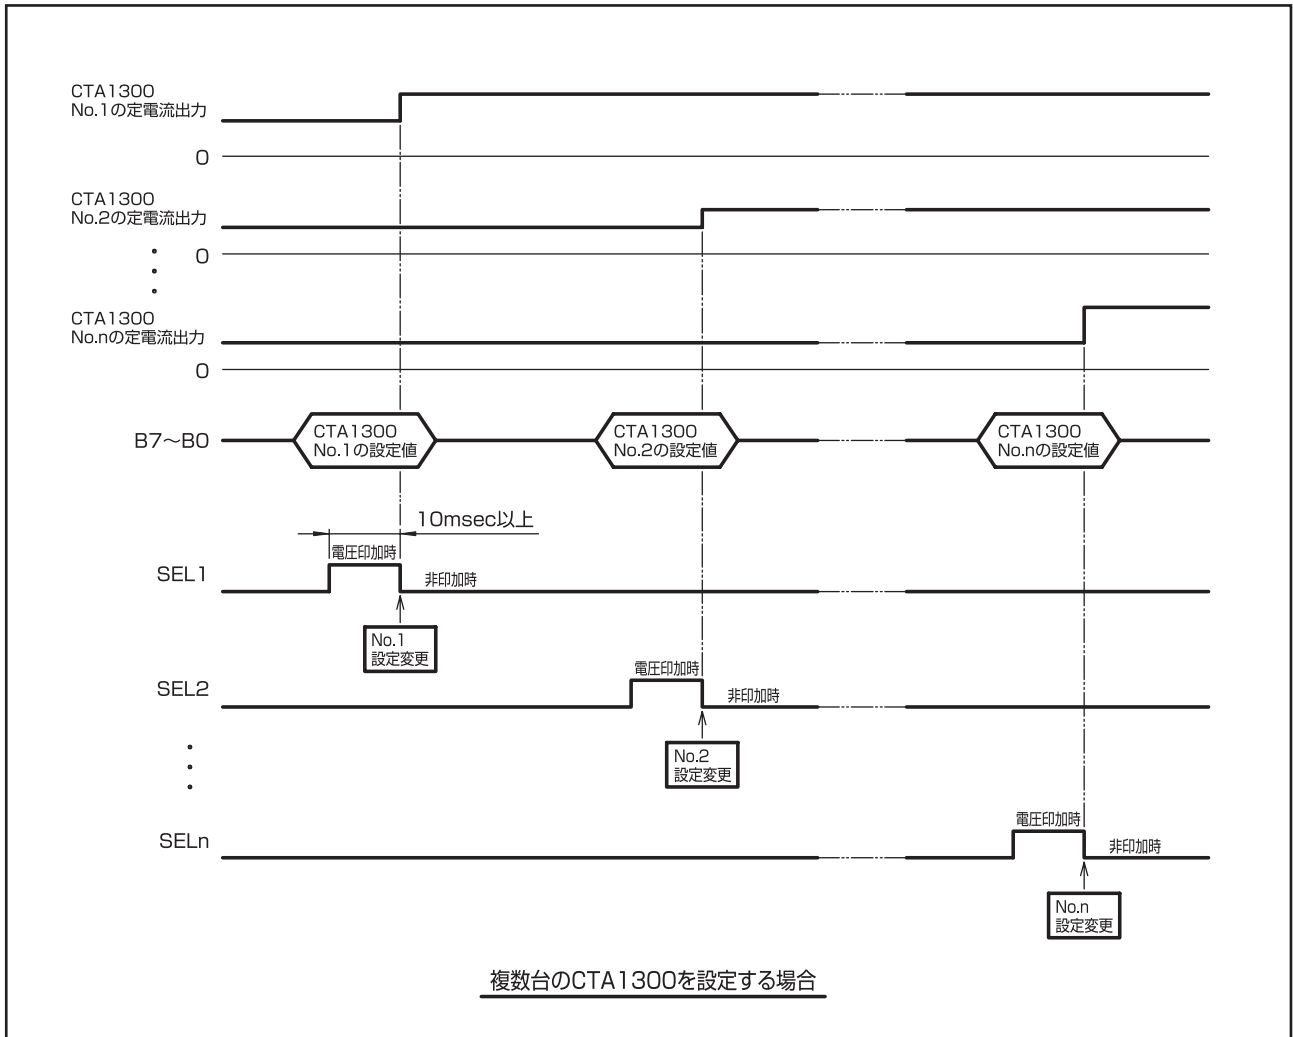 CTA1300
No.1の定電流出力
0
CTA1300
No.2の定電流出力
0
CTA1300
No.nの定電流出力
0
B7～B0
CTA1300
No.1の設定値
CTA1300
No.2の設定値
CTA1300
No.nの設定値
10msec以上
電圧印加時
SEL1
非印加時
No.1
設定変更
電圧印加時
SEL2
非印加時
No.2
設定変更
電圧印加時
SELn
非印加時
No.n
設定変更
複数台のCTA1300を設定する場合